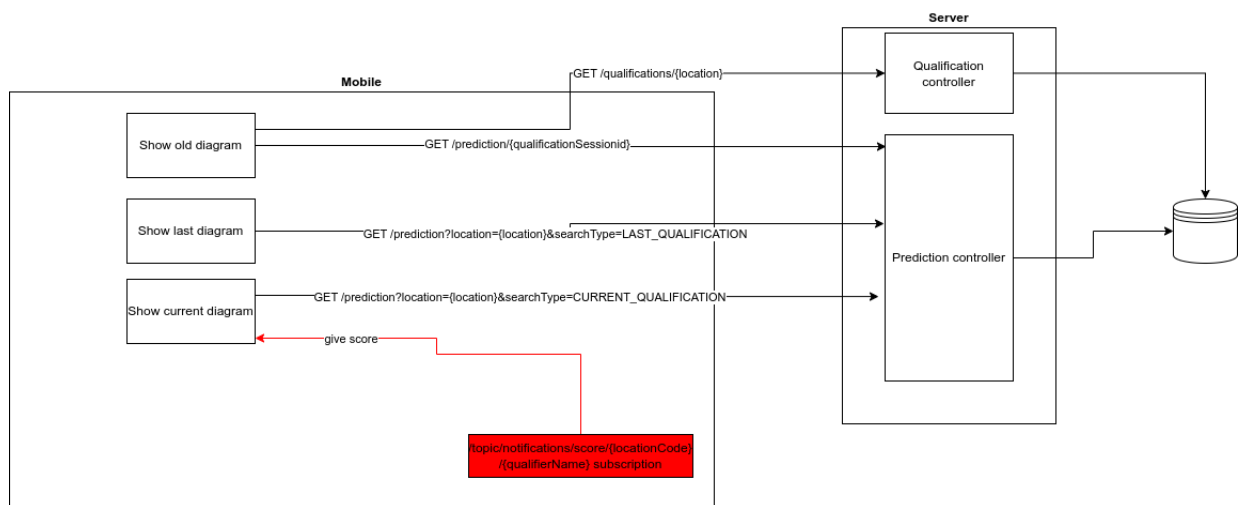 Server
Qualification
controller
GET /qualifications/{location}
Mobile
Show old diagram
GET /prediction/{qualificationSessionid}
Show last diagram
GET /prediction?location={location}&searchType=LAST_QUALIFICATION
Prediction controller
GET /prediction?location={location}&searchType=CURRENT_QUALIFICATION
Show current diagram
give score
/topic/notifications/score/{locationCode}
/{qualifierName} subscription